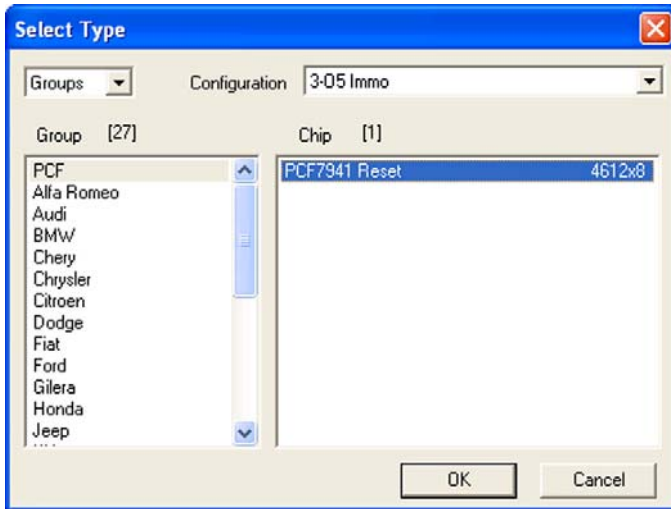 Select Type
Groups Configuration 3-05 Immo
Group [27] Chip [1]
PCF PCF7941 Reset 4612x8
Alfa Romeo
Audi
BMW
Chery
Chrysler
Citroen
Dodge
Fiat
Ford
Gilera
Honda
Jeep
OK Cancel